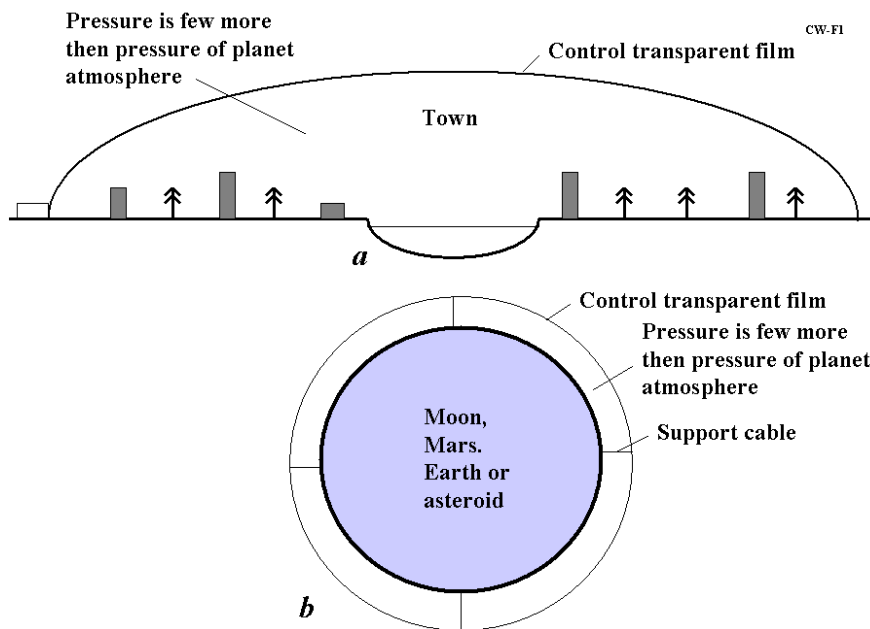 Pressure is few more
then pressure of planet
atmosphere
CW-F1
Control transparent film
Town
a
Control transparent film
Pressure is few more
then pressure of planet
atmosphere
Support cable
Moon,
Mars.
Earth or
asteroid
b